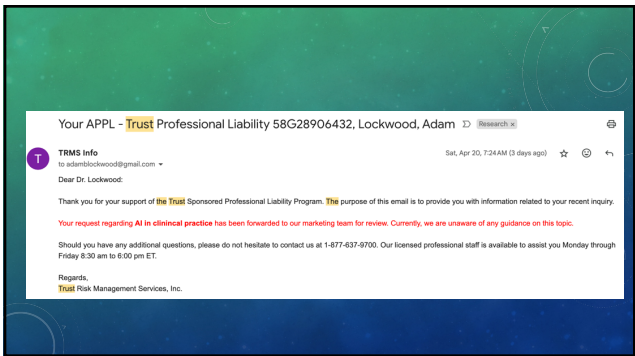 Your APPL - Trust Professional Liability 58G28906432, Lockwood, Adam Research x
T
TRMS Info
Sat, Apr 20, 7:24 AM (3 days ago)
to adamblockwood@gmail.com
Dear Dr. Lockwood:
Thank you for your support of the Trust Sponsored Professional Liability Program. The purpose of this email is to provide you with information related to your recent inquiry.
Your request regarding AI in clinincal practice has been forwarded to our marketing team for review. Currently, we are unaware of any guidance on this topic.
Should you have any additional questions, please do not hesitate to contact us at 1-877-637-9700. Our licensed professional staff is available to assist you Monday through
Friday 8:30 am to 6:00 pm ET.
Regards,
Trust Risk Management Services, Inc.